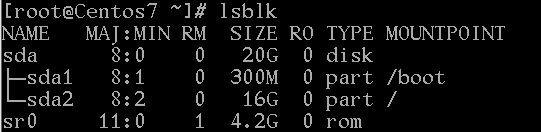 [root@Centos7 ~]# lsblk
NAME   MAJ:MIN RM  SIZE RO TYPE MOUNTPOINT
sda      8:0    0   20G  0 disk
├─sda1   8:1    0  300M  0 part /boot
└─sda2   8:2    0   16G  0 part /
sr0     11:0    1  4.2G  0 rom